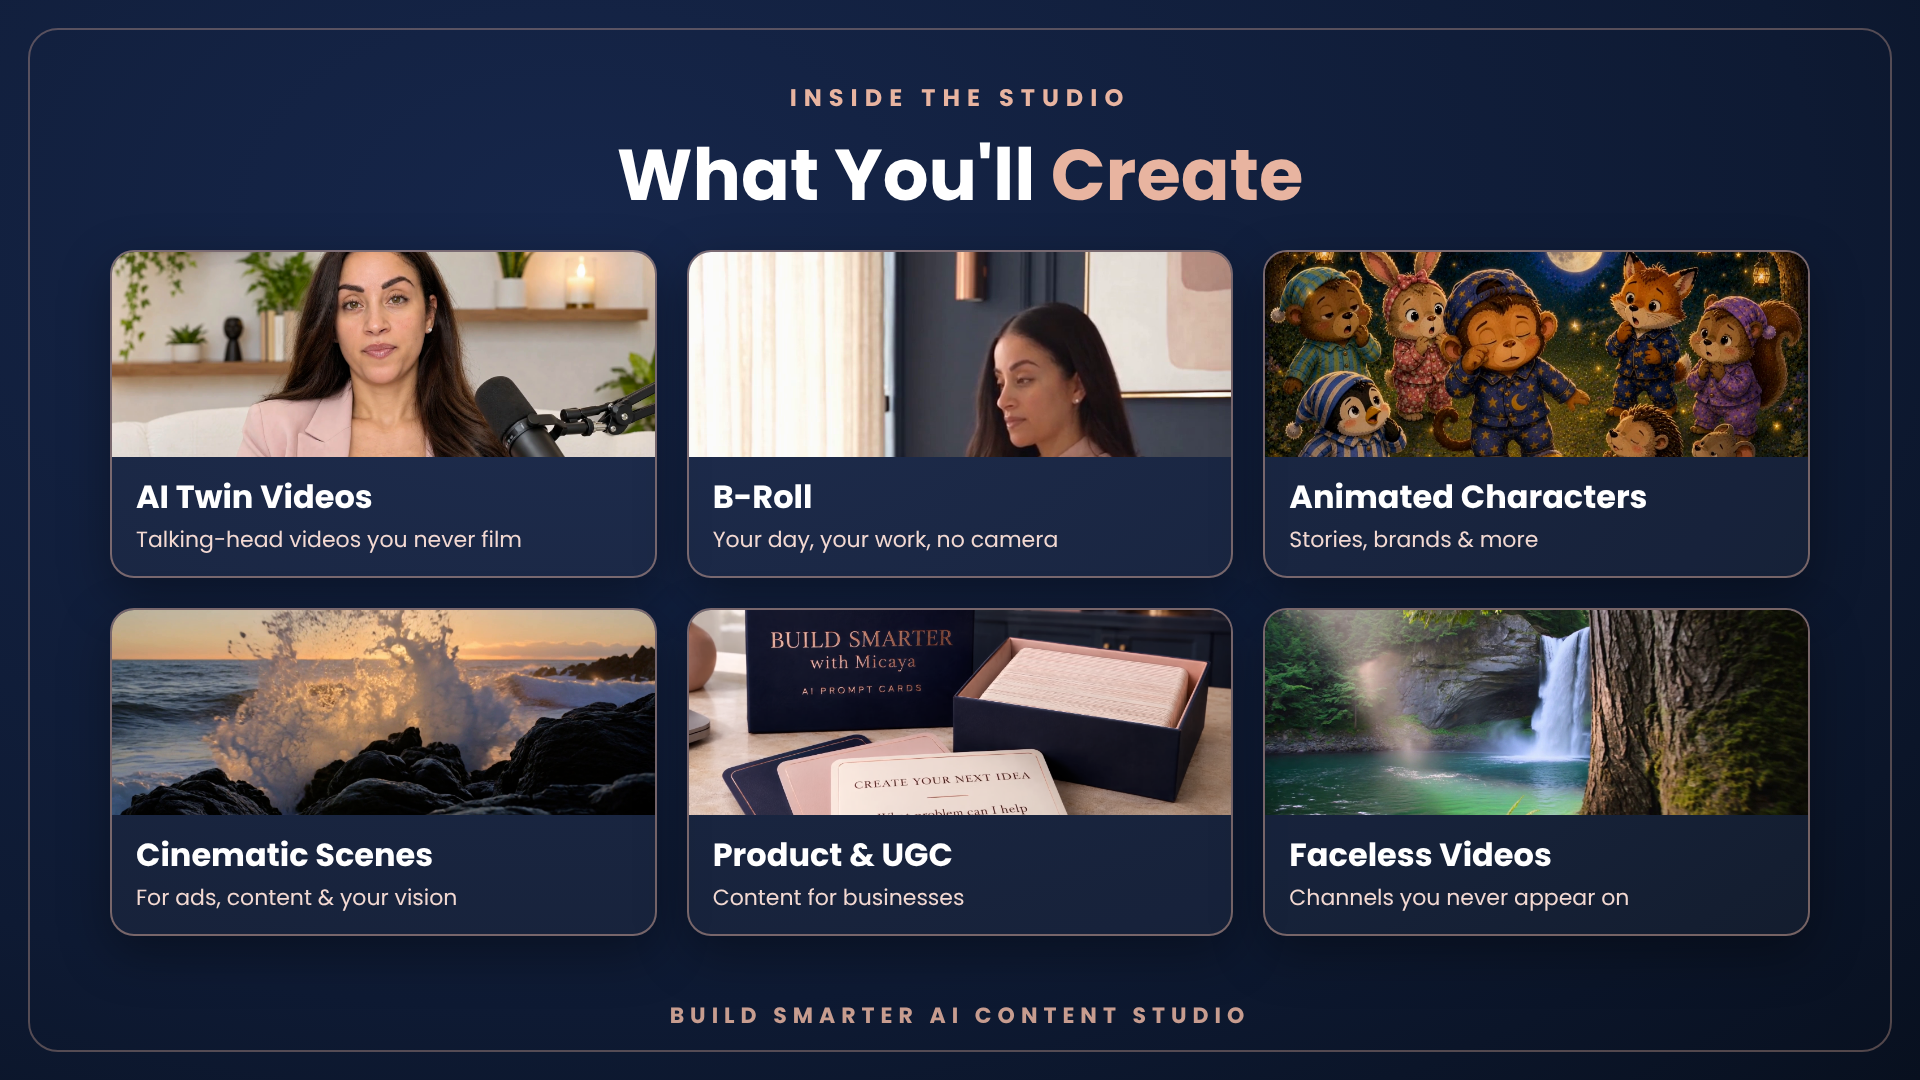 INSIDE THE STUDIO
What You'll Create
AI Twin Videos
Talking-head videos you never film
B-Roll
Your day, your work, no camera
Animated Characters
Stories, brands & more
BUILD SMARTER
with Micaya
AI PROMPT CARDS
CREATE YOUR NEXT IDEA
problem can I help
Cinematic Scenes
For ads, content & your vision
Product & UGC
Content for businesses
Faceless Videos
Channels you never appear on
BUILD SMARTER AI CONTENT STUDIO